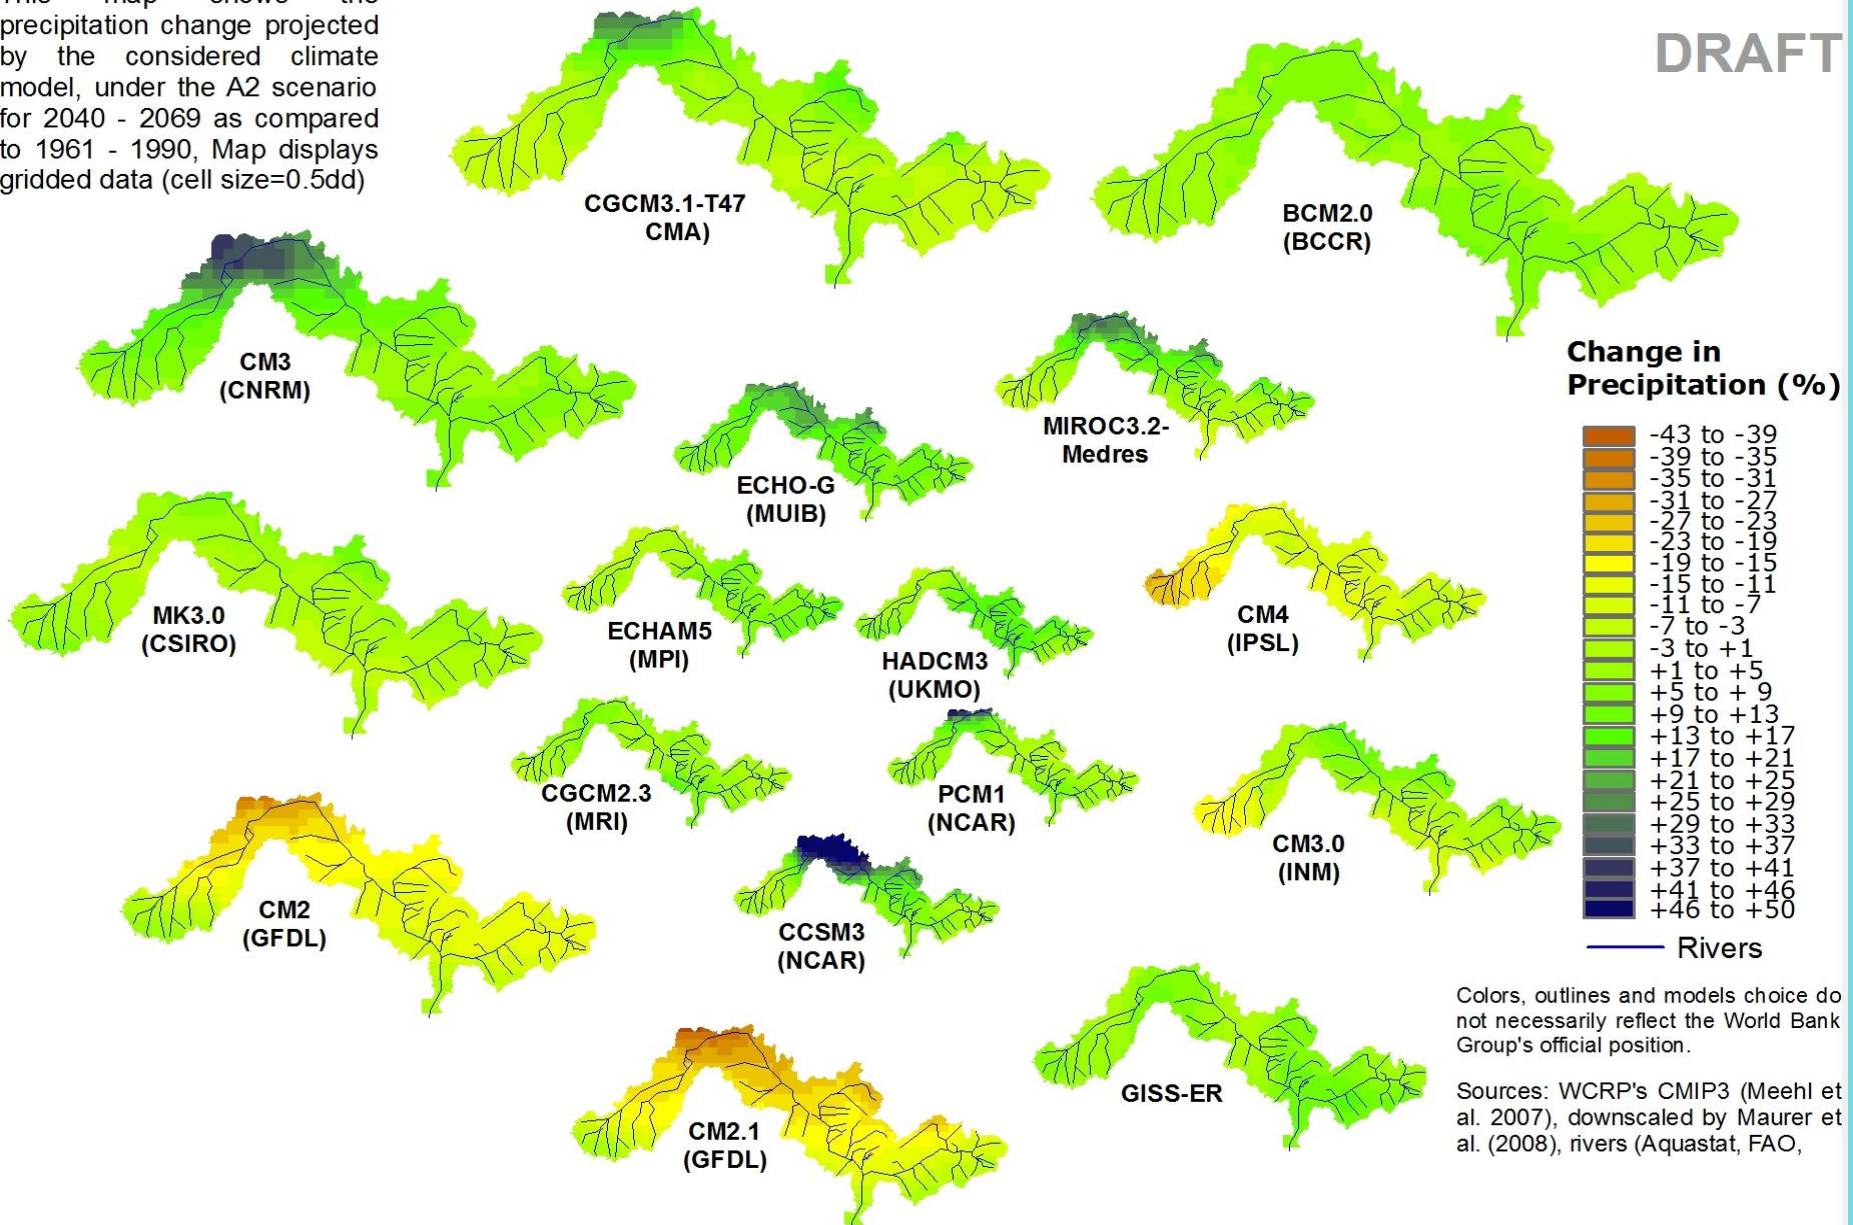 This map shows the
precipitation change projected
by the considered climate
model, under the A2 scenario
for 2040 - 2069 as compared
to 1961 - 1990, Map displays
gridded data (cell size=0.5dd)
DRAFT
CGCM3.1-T47
CMA)
BCM2.0
(BCCR)
CM3
(CNRM)
MIROC3.2-
Medres
ECHO-G
(MUIB)
MK3.0
(CSIRO)
ECHAM5
(MPI)
HADCM3
(UKMO)
CM4
(IPSL)
CGCM2.3
(MRI)
PCM1
(NCAR)
CM3.0
(INM)
CM2
(GFDL)
CCSM3
(NCAR)
CM2.1
(GFDL)
GISS-ER
Change in
Precipitation (%)
-43 to -39
-39 to -35
-35 to -31
-31 to -27
-27 to -23
-23 to -19
-19 to -15
-15 to -11
-11 to -7
-7 to -3
-3 to +1
+1 to +5
+5 to + 9
+9 to +13
+13 to +17
+17 to +21
+21 to +25
+25 to +29
+29 to +33
+33 to +37
+37 to +41
+41 to +46
+46 to +50
Rivers
Colors, outlines and models choice do
not necessarily reflect the World Bank
Group's official position.
Sources: WCRP's CMIP3 (Meehl et
al. 2007), downscaled by Maurer et
al. (2008), rivers (Aquastat, FAO,